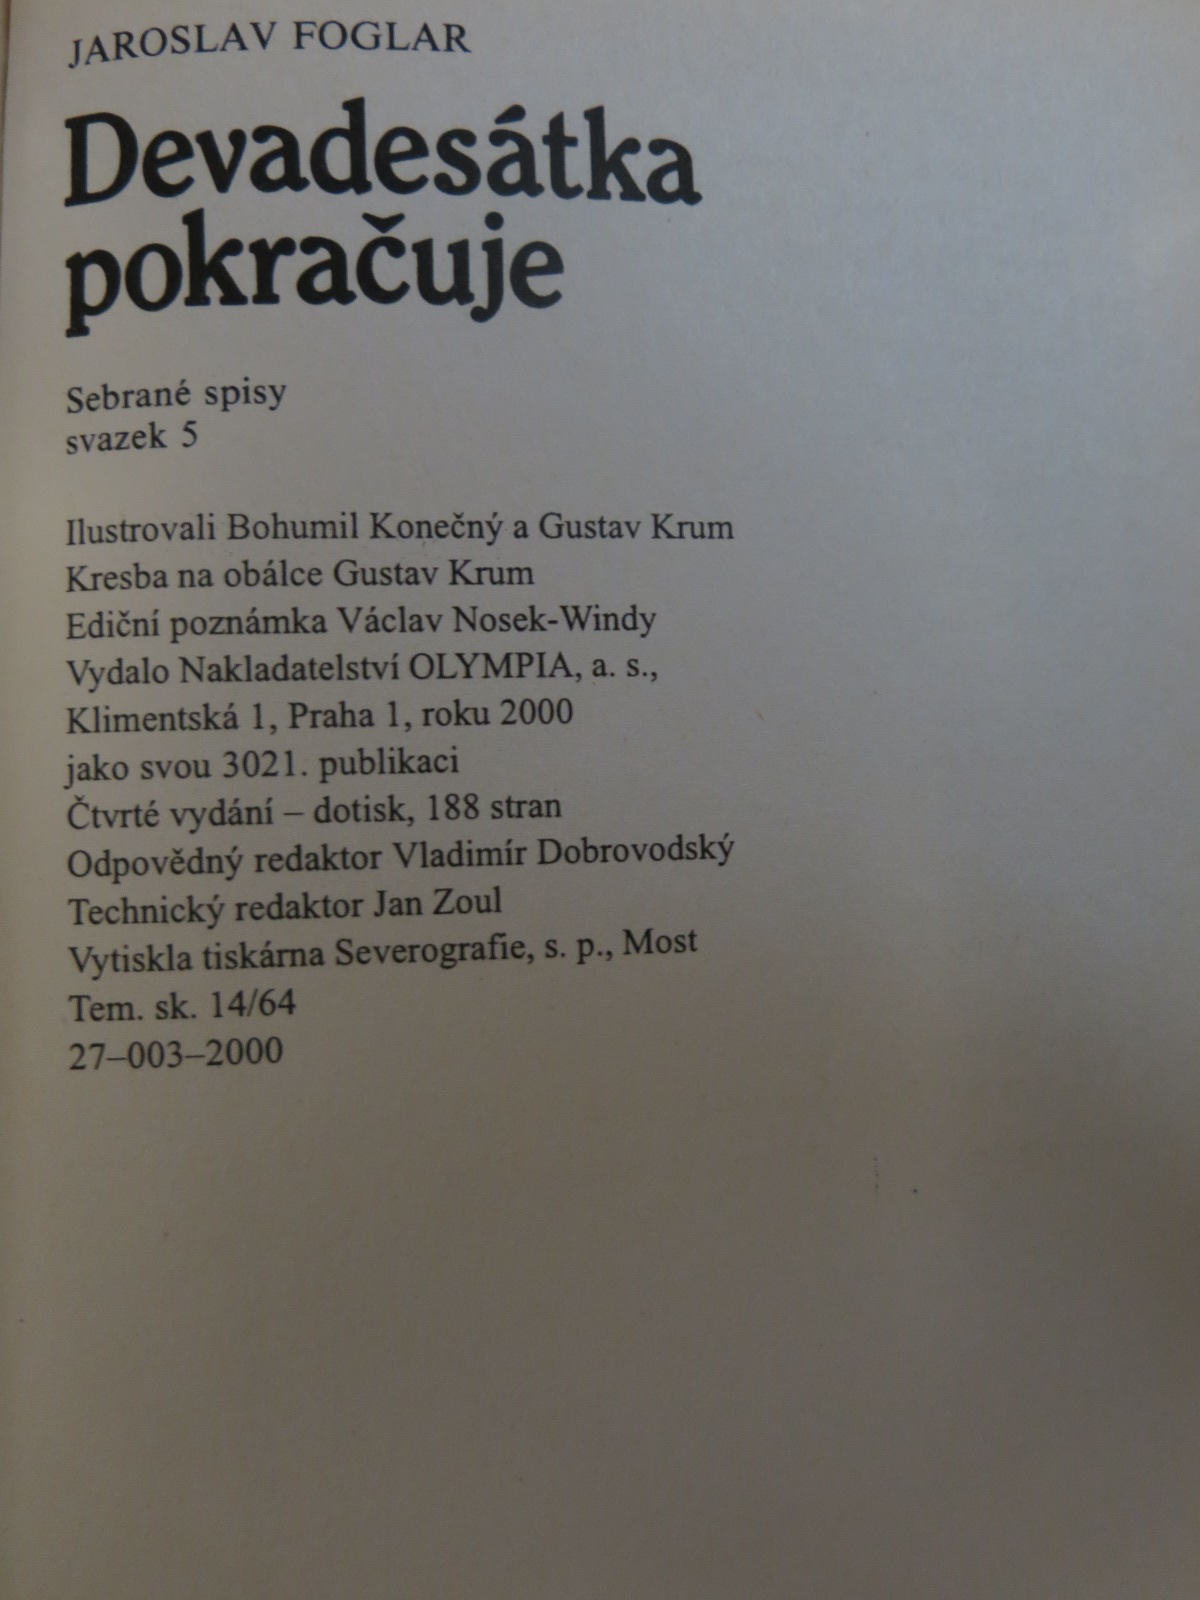 JAROSLAV FOGLAR
Devadesátka
pokračuje
Sebrané spisy
svazek 5
Ilustrovali Bohumil Konečný a Gustav Krum
Kresba na obálce Gustav Krum
Ediční poznámka Václav Nosek-Windy
Vydalo Nakladatelství OLYMPIA, a. s.,
Klimentská 1, Praha 1, roku 2000
jako svou 3021. publikaci
Čtvrté vydání – dotisk, 188 stran
Odpovědný redaktor Vladimír Dobrovodský
Technický redaktor Jan Zoul
Vytiskla tiskárna Severografie, s. p., Most
Tem. sk. 14/64
27–003–2000